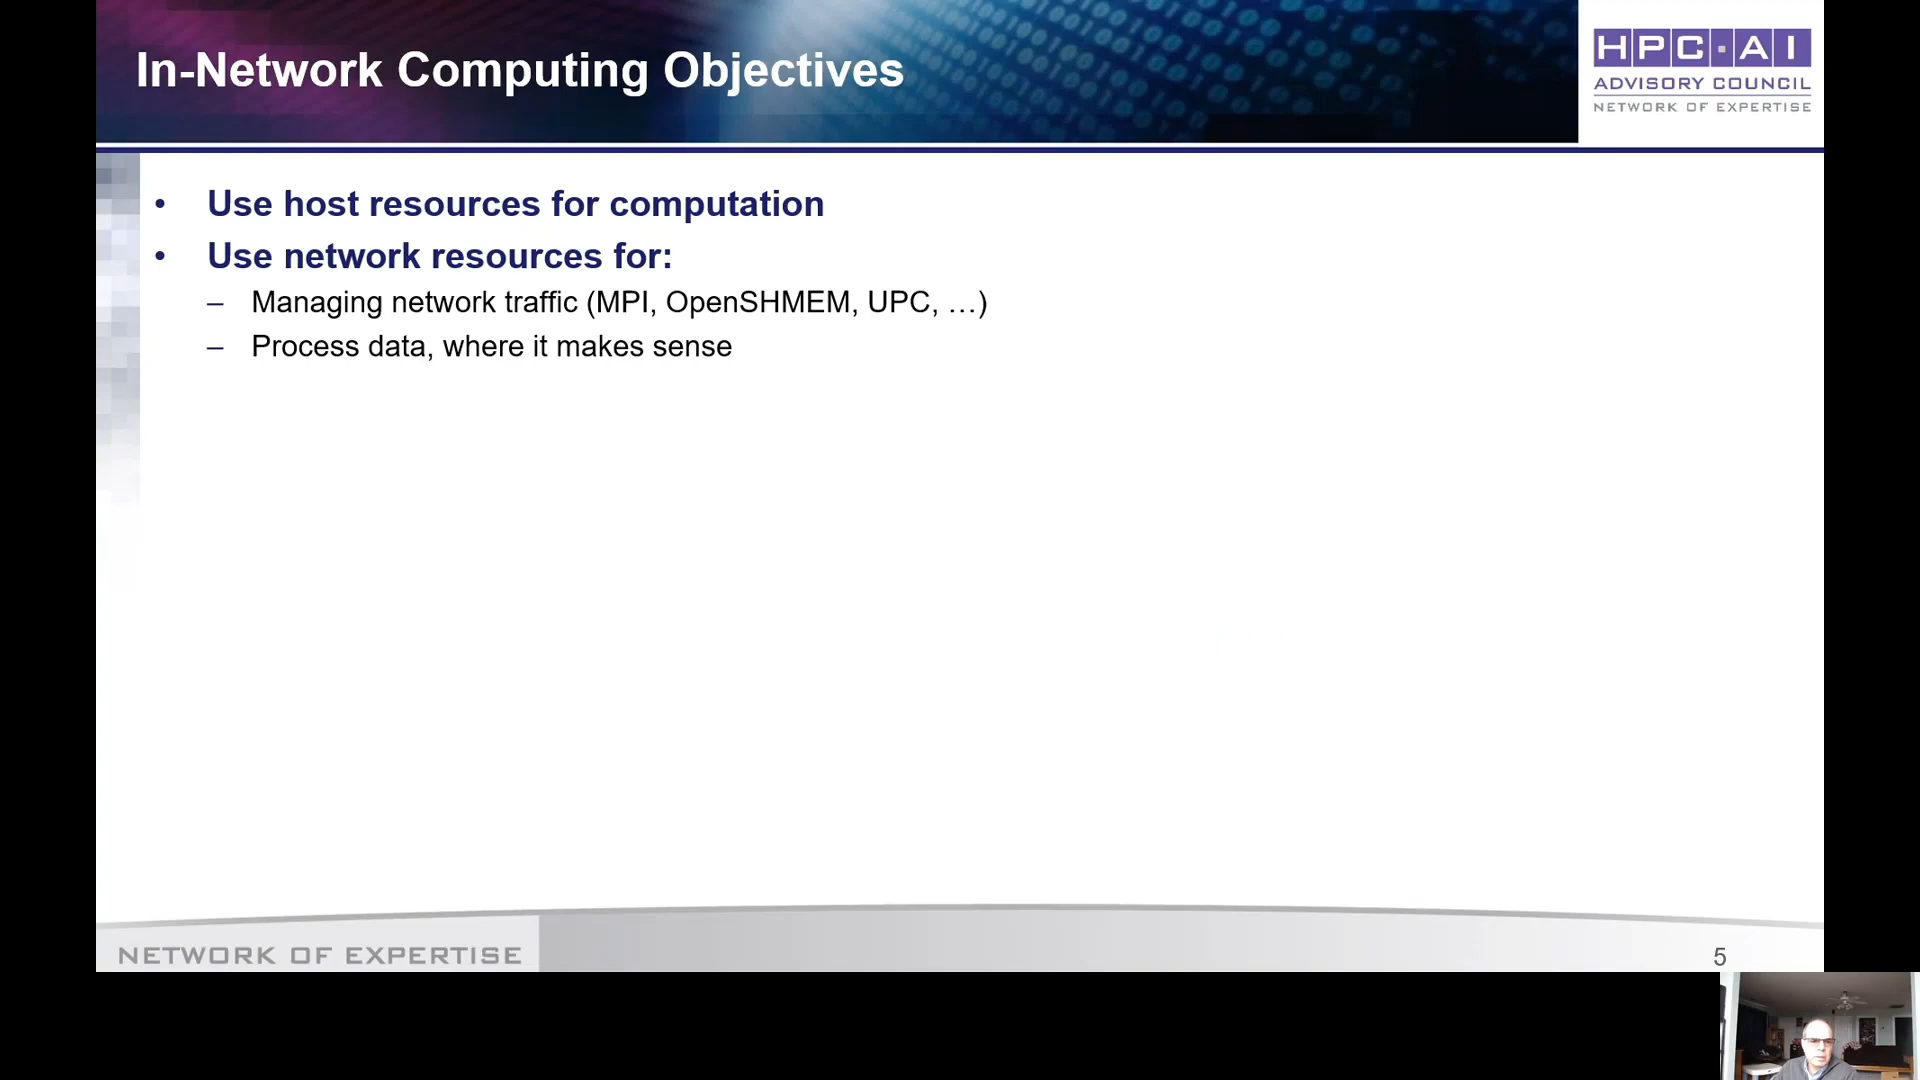 In-Network Computing Objectives
HPC·AI
ADVISORY COUNCIL
NETWORK OF EXPERTISE
• Use host resources for computation
• Use network resources for:
– Managing network traffic (MPI, OpenSHMEM, UPC, …)
– Process data, where it makes sense
NETWORK OF EXPERTISE
5